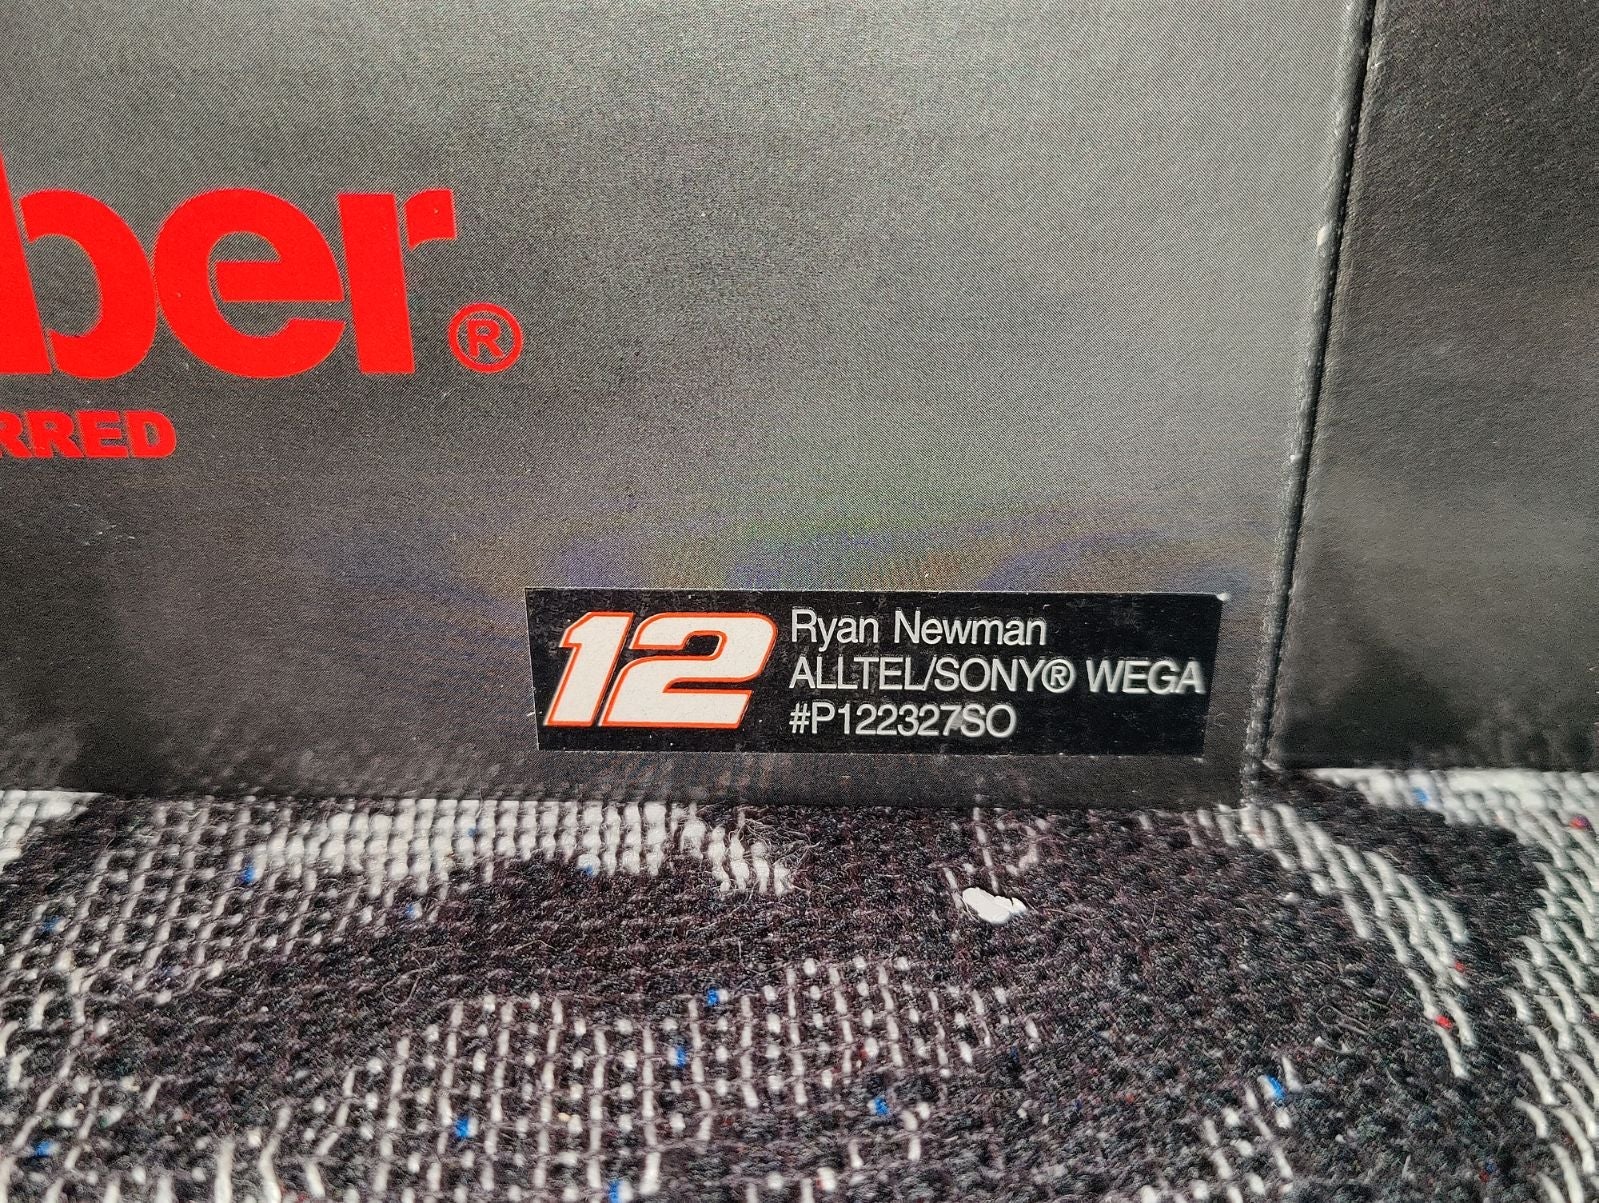 ber®
RRED
12
Ryan Newman
ALLTEL/SONY® WEGA
#P122327SO